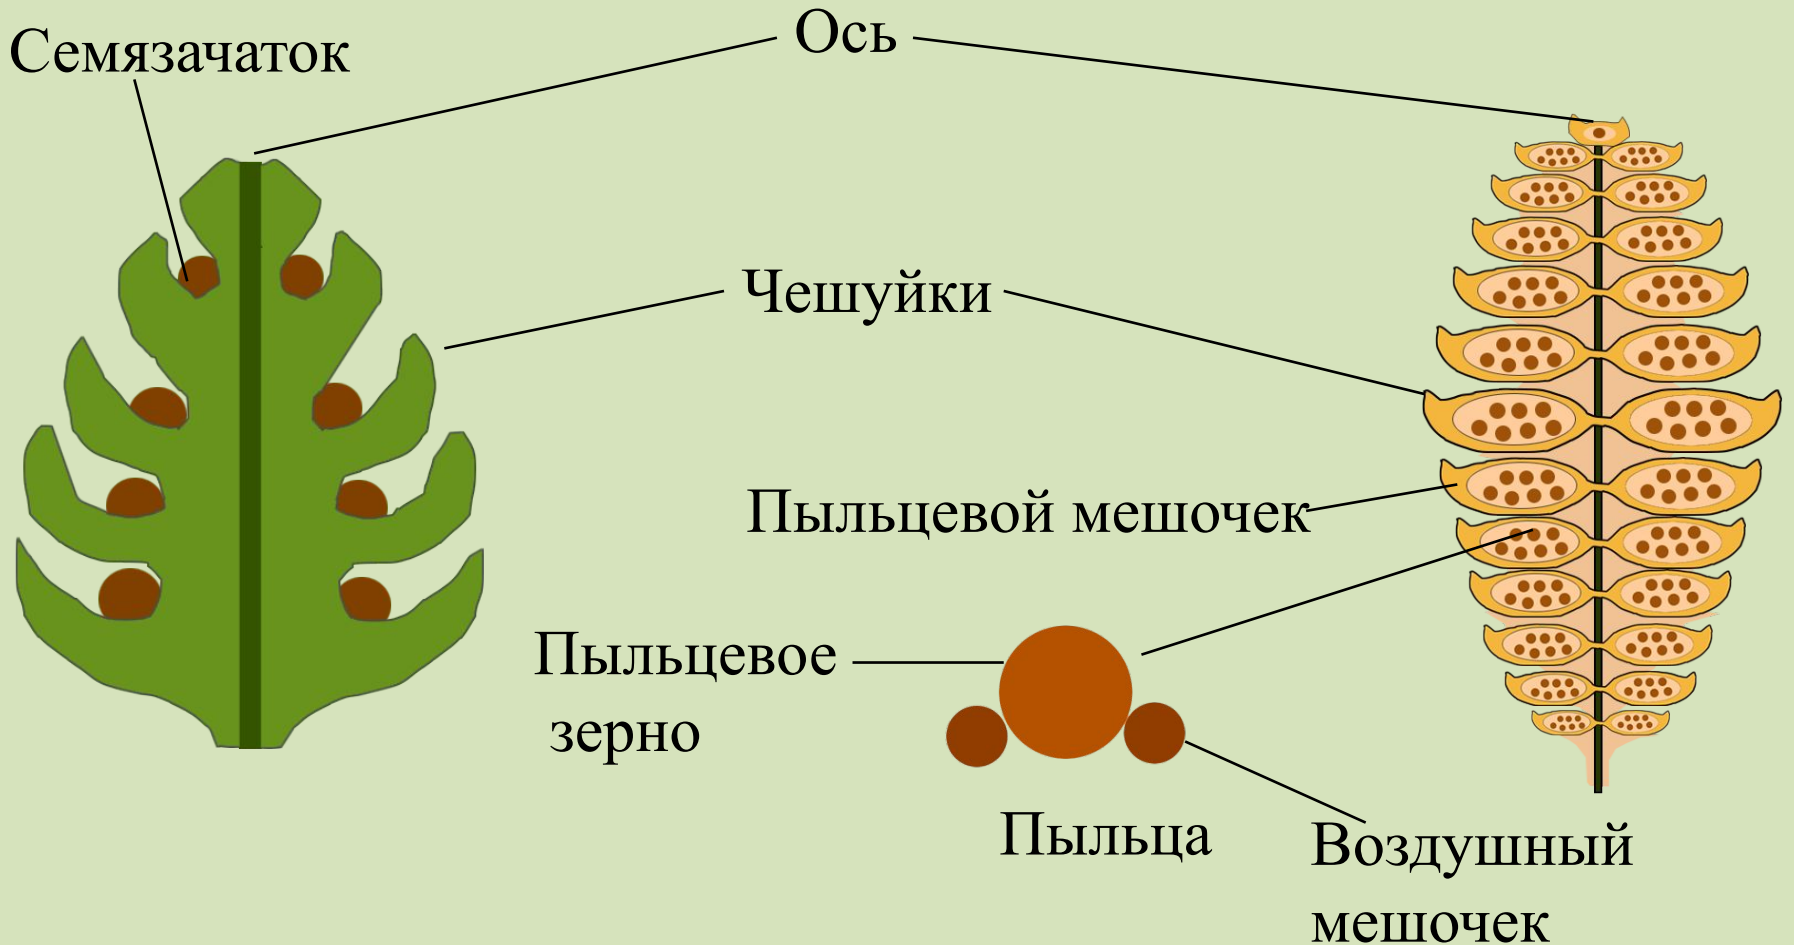 Ось
Семязачаток
Чешуйки
Пыльцевой мешочек
Пыльцевое
зерно
Пыльца
Воздушный
мешочек